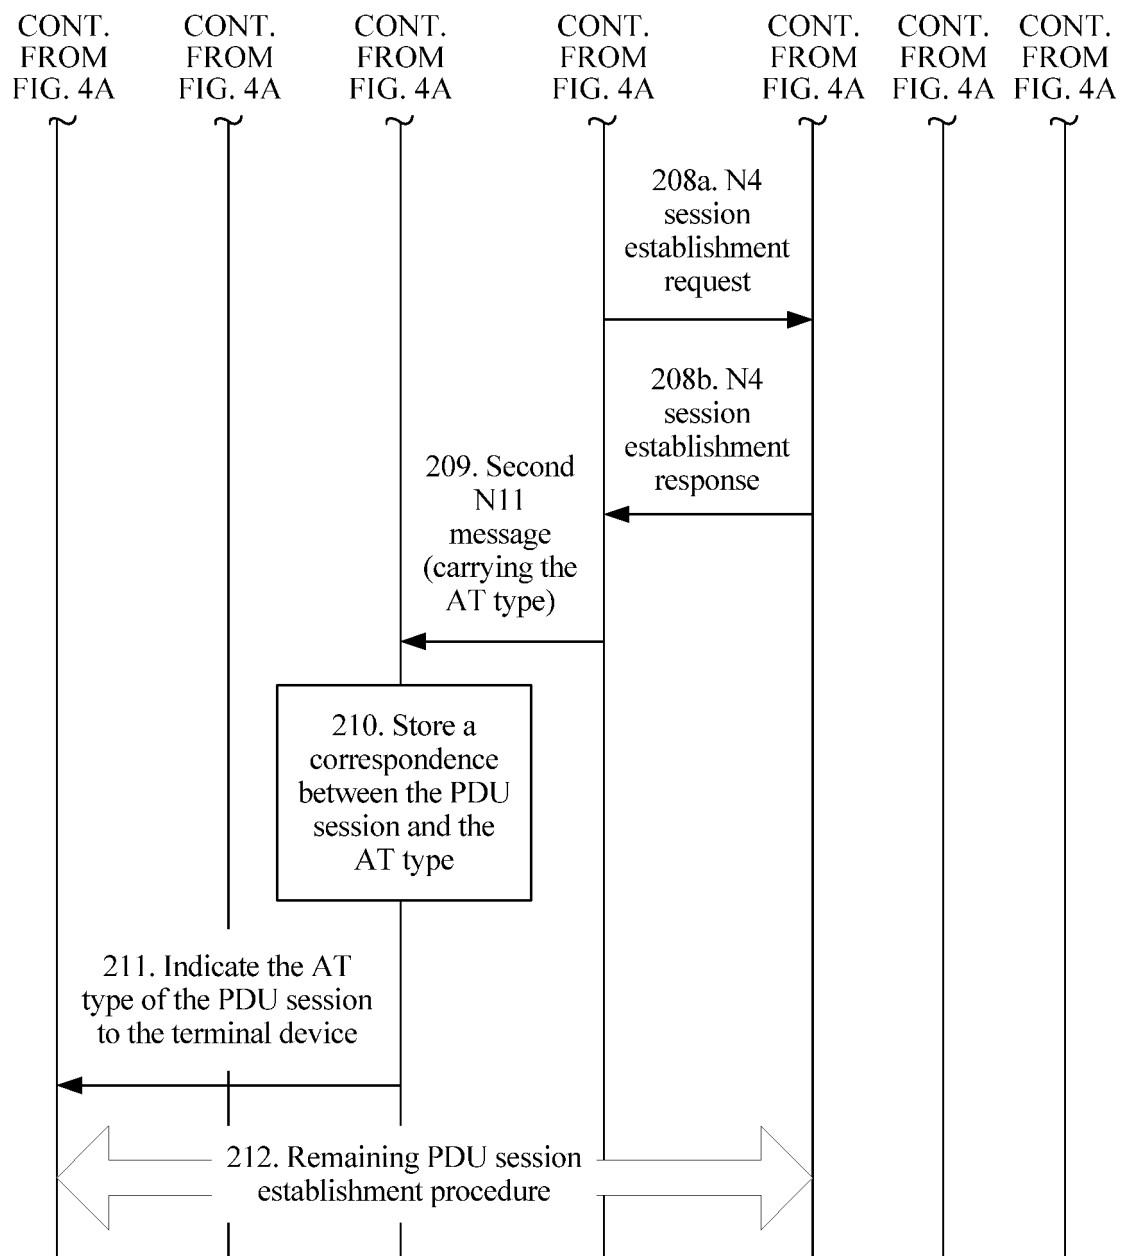 CONT.
FROM
FIG. 4A
CONT.
FROM
FIG. 4A
CONT.
FROM
FIG. 4A
CONT.
FROM
FIG. 4A
CONT.
FROM
FIG. 4A
CONT.
FROM
FIG. 4A
CONT.
FROM
FIG. 4A
208a. N4
session
establishment
request
208b. N4
session
establishment
response
209. Second
N11
message
(carrying the
AT type)
210. Store a
correspondence
between the PDU
session and the
AT type
211. Indicate the AT
type of the PDU session
to the terminal device
212. Remaining PDU session
establishment procedure